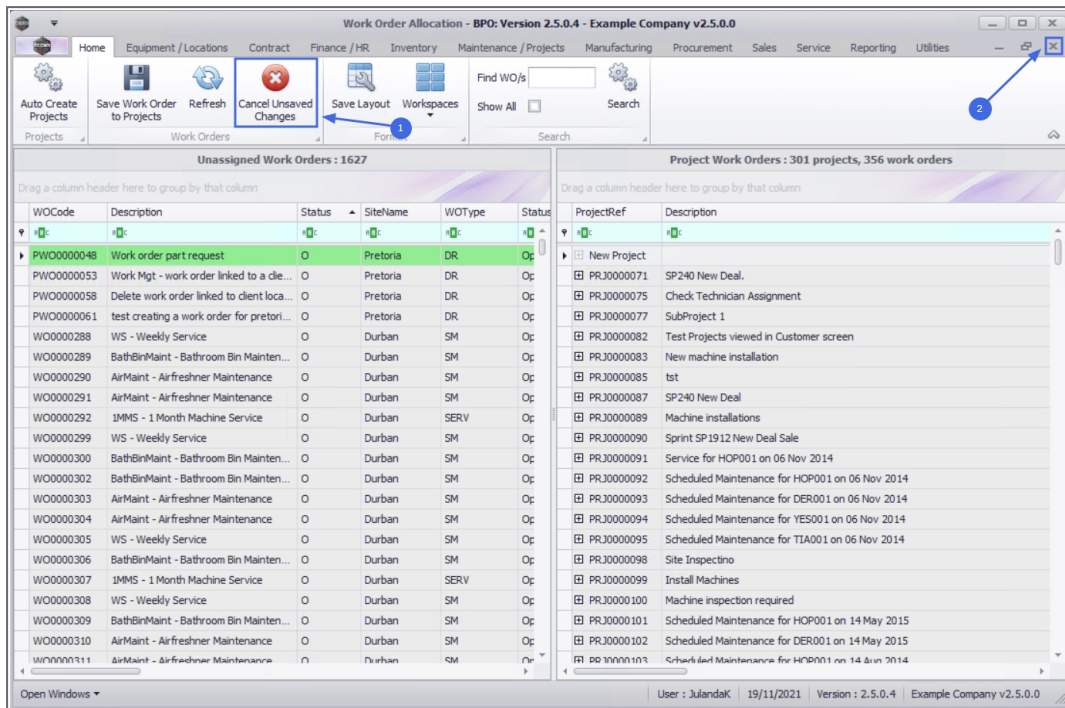 Work Order Allocation - BPO: Version 2.5.0.4 - Example Company v2.5.0.0
Home Equipment / Locations Contract Finance / HR Inventory Maintenance / Projects Manufacturing Procurement Sales Service Reporting Utilities
Auto Create Projects
Save Work Order to Projects
Refresh
Cancel Unsaved Changes
Save Layout
Workspaces
Find WO/s
Show All
Search
1
2
Projects Work Orders Format Search
Unassigned Work Orders : 1627
Drag a column header here to group by that column
WOCode Description Status SiteName WOType Status
PWO0000048 Work order part request O Pretoria DR Op
PWO0000053 Work Mgt - work order linked to a clie... O Pretoria DR Op
PWO0000058 Delete work order linked to client loca... O Pretoria DR Op
PWO0000061 test creating a work order for pretori... O Pretoria DR Op
WO0000288 WS - Weekly Service O Durban SM Op
WO0000289 BathBinMaint - Bathroom Bin Mainten... O Durban SM Op
WO0000290 AirMaint - Airfreshner Maintenance O Durban SM Op
WO0000291 AirMaint - Airfreshner Maintenance O Durban SM Op
WO0000292 1MMS - 1 Month Machine Service O Durban SERV Op
WO0000299 WS - Weekly Service O Durban SM Op
WO0000300 BathBinMaint - Bathroom Bin Mainten... O Durban SM Op
WO0000302 BathBinMaint - Bathroom Bin Mainten... O Durban SM Op
WO0000303 AirMaint - Airfreshner Maintenance O Durban SM Op
WO0000304 AirMaint - Airfreshner Maintenance O Durban SM Op
WO0000305 WS - Weekly Service O Durban SM Op
WO0000306 BathBinMaint - Bathroom Bin Mainten... O Durban SM Op
WO0000307 1MMS - 1 Month Machine Service O Durban SERV Op
WO0000308 WS - Weekly Service O Durban SM Op
WO0000309 BathBinMaint - Bathroom Bin Mainten... O Durban SM Op
WO0000310 AirMaint - Airfreshner Maintenance O Durban SM Op
WO0000311 AirMaint - Airfreshner Maintenance O Durban SM Op
Project Work Orders : 301 projects, 356 work orders
Drag a column header here to group by that column
ProjectRef Description
New Project
PRJ0000071 SP240 New Deal.
PRJ0000075 Check Technician Assignment
PRJ0000077 SubProject 1
PRJ0000082 Test Projects viewed in Customer screen
PRJ0000083 New machine installation
PRJ0000085 tst
PRJ0000087 SP240 New Deal
PRJ0000089 Machine installations
PRJ0000090 Sprint SP1912 New Deal Sale
PRJ0000091 Service for HOP001 on 06 Nov 2014
PRJ0000092 Scheduled Maintenance for HOP001 on 06 Nov 2014
PRJ0000093 Scheduled Maintenance for DER001 on 06 Nov 2014
PRJ0000094 Scheduled Maintenance for YES001 on 06 Nov 2014
PRJ0000095 Scheduled Maintenance for TIA001 on 06 Nov 2014
PRJ0000098 Site Inspectino
PRJ0000099 Install Machines
PRJ0000100 Machine inspection required
PRJ0000101 Scheduled Maintenance for HOP001 on 14 May 2015
PRJ0000102 Scheduled Maintenance for DER001 on 14 May 2015
PRJ0000103 Scheduled Maintenance for HOP001 on 14 Aug 2014
Open Windows
User : JulandaK 19/11/2021 Version : 2.5.0.4 Example Company v2.5.0.0